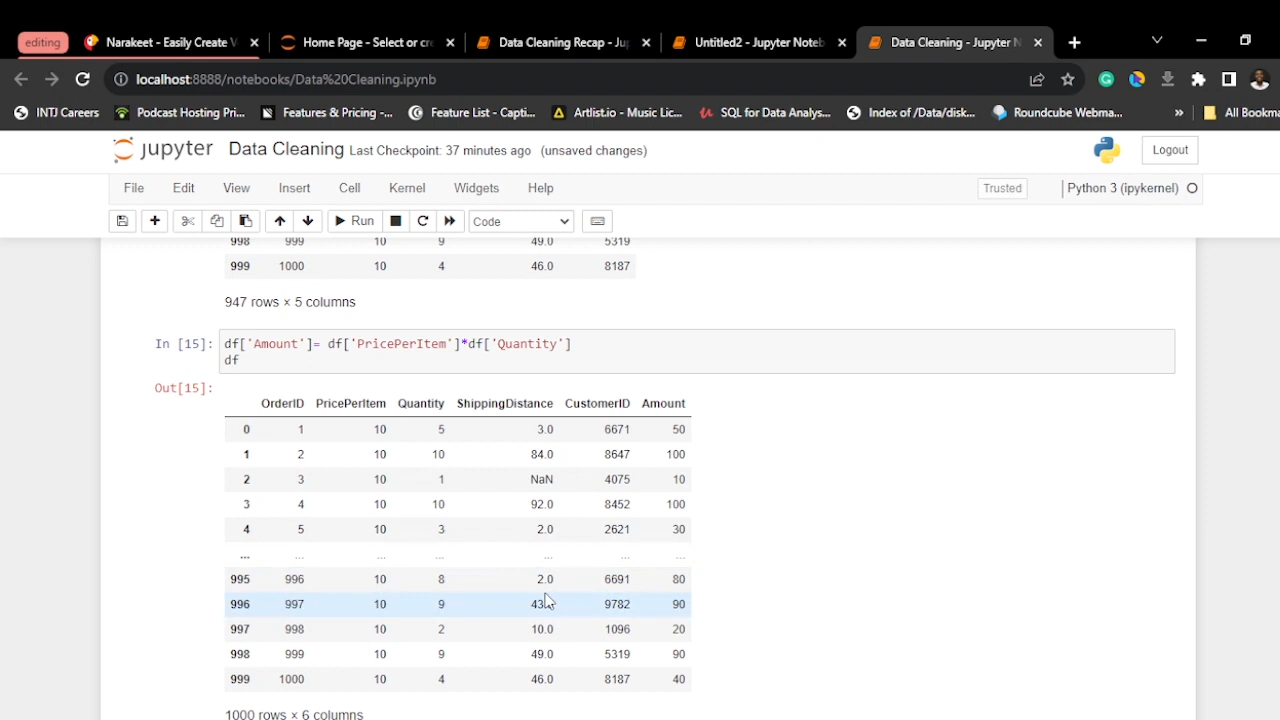 editing Narakeet - Easily Create V Home Page - Select or cre Data Cleaning Recap - Ju Untitled2 - Jupyter Noteb Data Cleaning - Jupyter N
localhost:8888/notebooks/Data%20Cleaning.ipynb
INTJ Careers Podcast Hosting Pri... Features & Pricing -... Feature List - Capti... Artlist.io - Music Lic... SQL for Data Analys... Index of /Data/disk... Roundcube Webma... » All Bookma
jupyter Data Cleaning Last Checkpoint: 37 minutes ago (unsaved changes) Logout
File Edit View Insert Cell Kernel Widgets Help Trusted Python 3 (ipykernel)
Run Code
998 999 10 9 49.0 5319
999 1000 10 4 46.0 8187
947 rows × 5 columns
In [15]: df['Amount']= df['PricePerItem']*df['Quantity']
df
Out[15]:
OrderID PricePerItem Quantity ShippingDistance CustomerID Amount
0 1 10 5 3.0 6671 50
1 2 10 10 84.0 8647 100
2 3 10 1 NaN 4075 10
3 4 10 10 92.0 8452 100
4 5 10 3 2.0 2621 30
... ... ... ... ... ... ...
995 996 10 8 2.0 6691 80
996 997 10 9 43. 9782 90
997 998 10 2 10.0 1096 20
998 999 10 9 49.0 5319 90
999 1000 10 4 46.0 8187 40
1000 rows × 6 columns